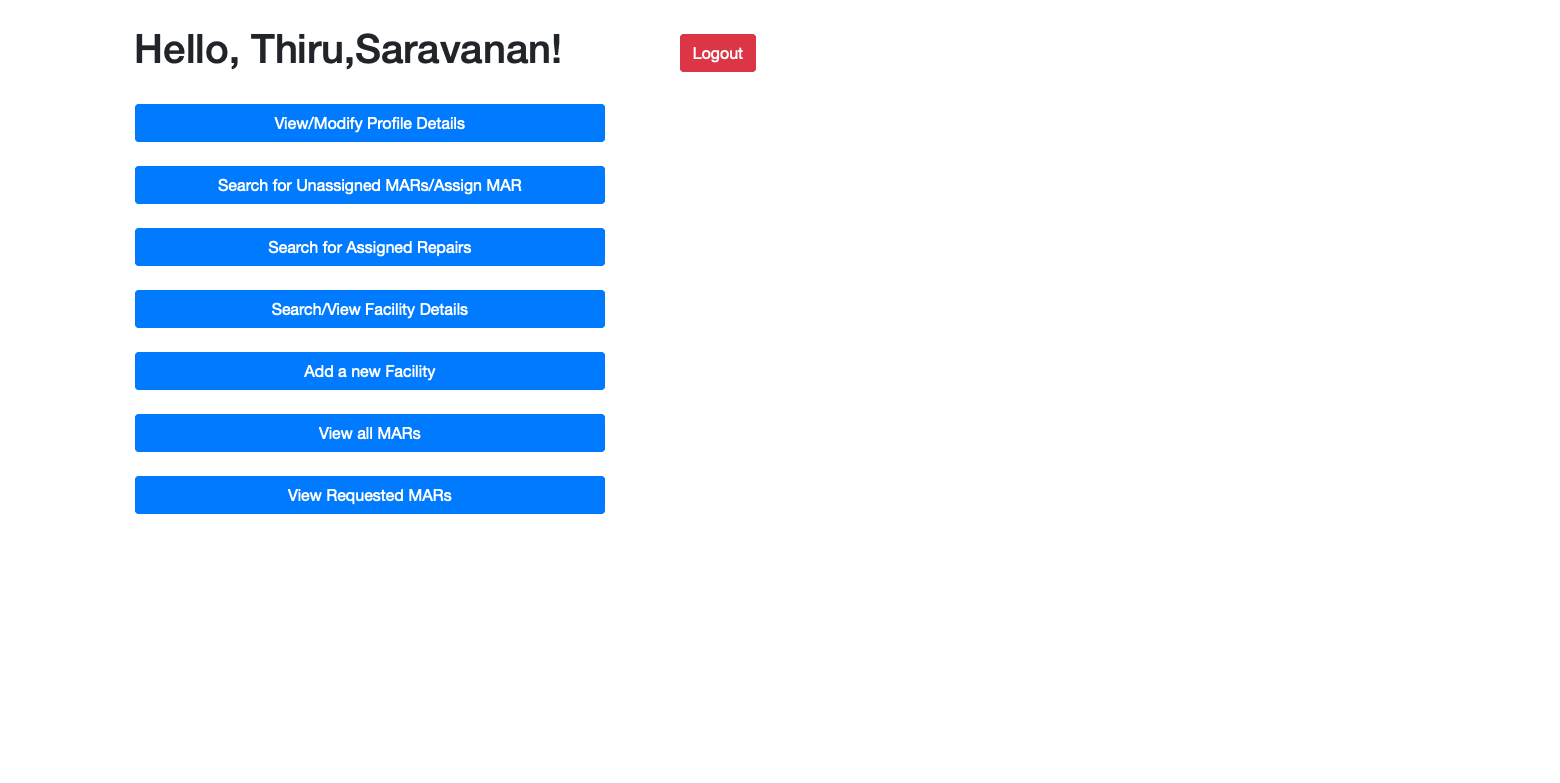 Hello, Thiru,Saravanan!
Logout
View/Modify Profile Details
Search for Unassigned MARs/Assign MAR
Search for Assigned Repairs
Search/View Facility Details
Add a new Facility
View all MARs
View Requested MARs